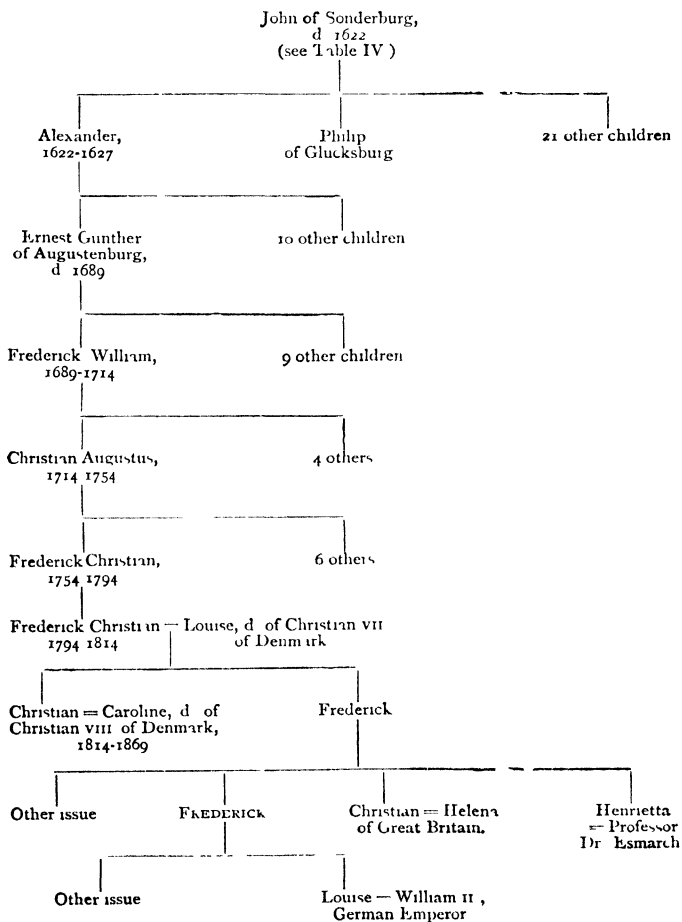 John of Sonderburg,
d 1622
(see Table IV )
Alexander,
1622-1627
Philip
of Glucksburg
21 other children
Ernest Gunther
of Augustenburg,
d 1689
10 other children
Frederick William,
1689-1714
9 other children
Christian Augustus,
1714 1754
4 others
Frederick Christian,
1754 1794
6 others
Frederick Christian — Louise, d of Christian VII
1794 1814
of Denmark
Christian = Caroline, d of
Christian VIII of Denmark,
1814-1869
Frederick
Other issue
FREDERICK
Christian = Helena
of Great Britain.
Henrietta
= Professor
Dr Esmarch
Other issue
Louise — William II ,
German Emperor